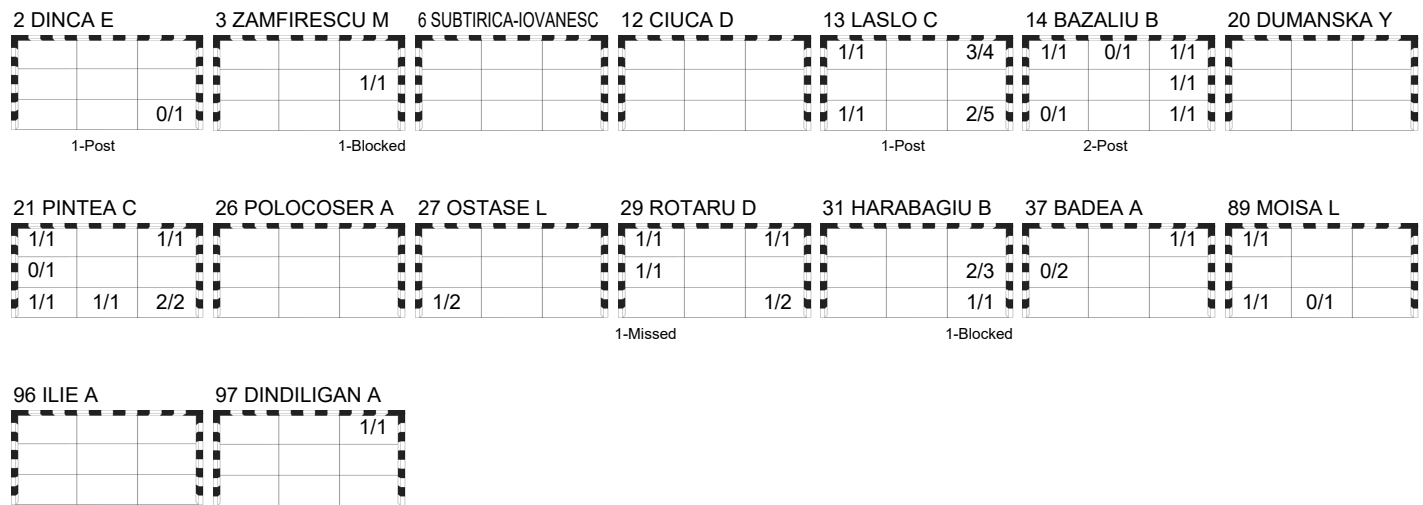 2 DINCA E 3 ZAMFIRESCU M 6 SUBTIRICA-IOVANESC 12 CIUCA D 13 LASLO C 14 BAZALIU B 20 DUMANSKA Y
1/1 3/4 1/1 0/1 1/1
1/1 1/1
0/1 1/1 2/5 0/1 1/1
1-Post 1-Blocked 1-Post 2-Post
21 PINTEA C 26 POLOCOSER A 27 OSTASE L 29 ROTARU D 31 HARABAGIU B 37 BADEA A 89 MOISA L
1/1 1/1 1/1 1/1 1/1 1/1
0/1 1/1 2/3 0/2
1/1 1/1 2/2 1/2 1/2 1/1 1/1 0/1
1-Missed 1-Blocked
96 ILIE A 97 DINDILIGAN A
1/1